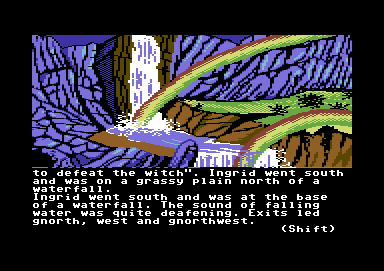 to defeat the witch". Ingrid went south
and was on a grassy plain north of a
waterfall.
Ingrid went south and was at the base
of a waterfall. The sound of falling
water was quite deafening. Exits led
gnorth, west and gnorthwest.
(Shift)